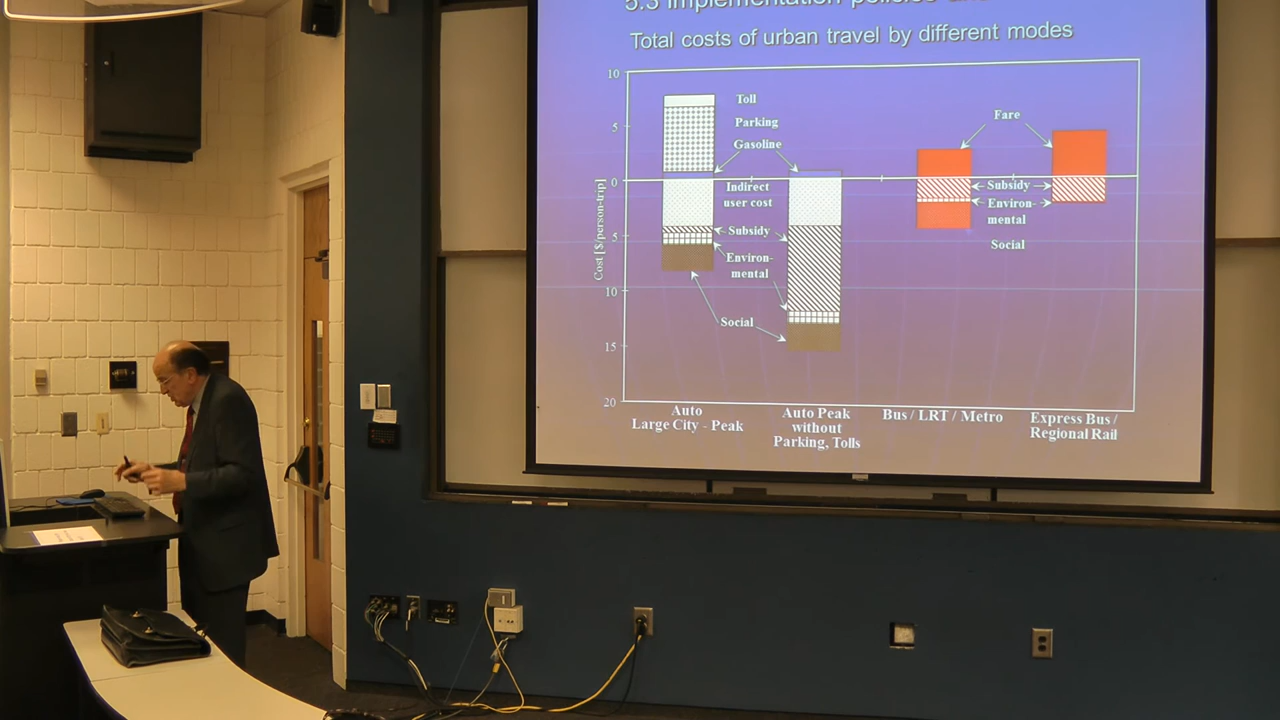 5.3 Implementation policies and
Total costs of urban travel by different modes
10
5
0
5
10
15
20
Cost [$/person-trip]
Toll
Parking
Gasoline
Indirect
user cost
Subsidy
Environ-
mental
Social
Fare
Subsidy
Environ-
mental
Social
Auto
Large City - Peak
Auto Peak
without
Parking, Tolls
Bus / LRT / Metro
Express Bus /
Regional Rail